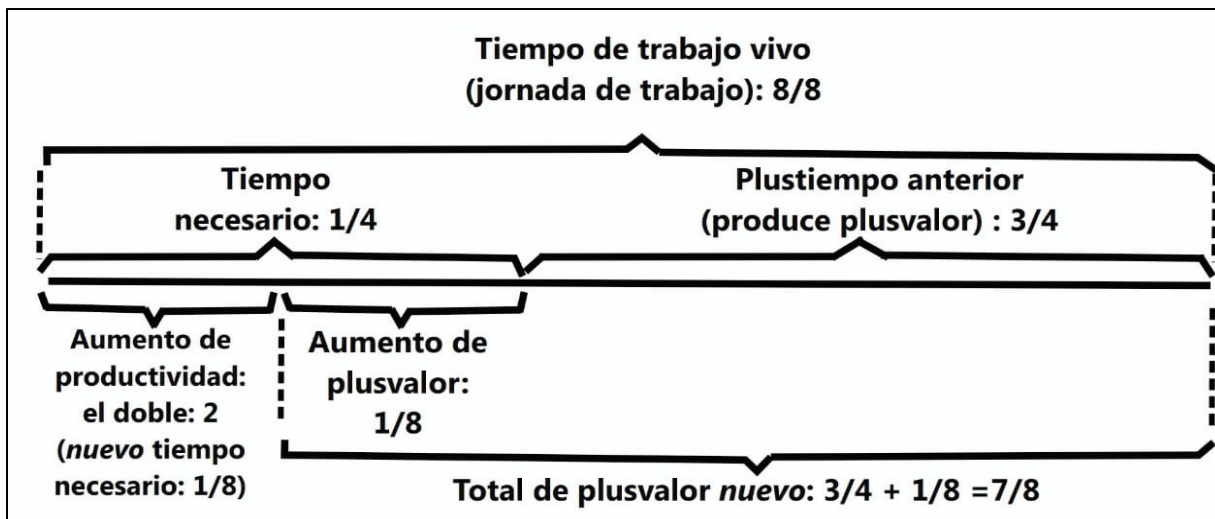 Tiempo de trabajo vivo
(jornada de trabajo): 8/8
Tiempo
necesario: 1/4
Plustiempo anterior
(produce plusvalor) : 3/4
Aumento de
productividad:
el doble: 2
(nuevo tiempo
necesario: 1/8)
Aumento de
plusvalor:
1/8
Total de plusvalor nuevo: 3/4 + 1/8 =7/8